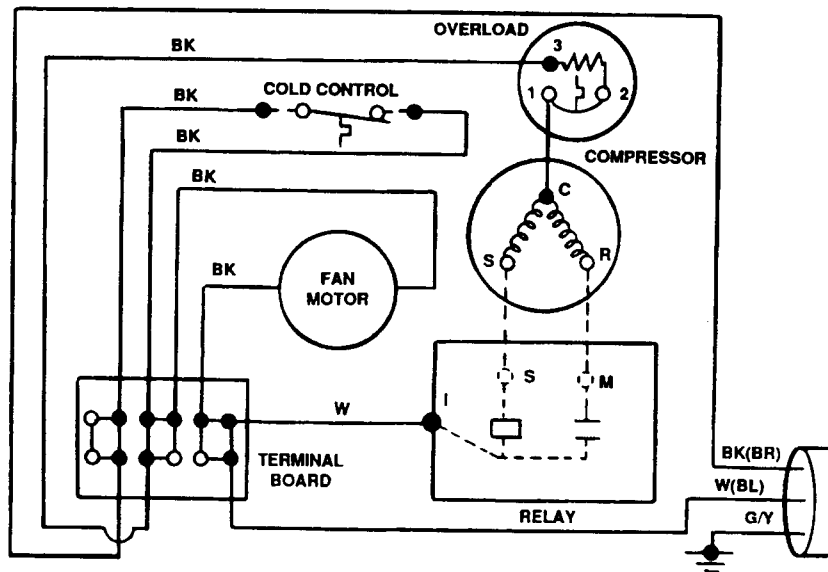 OVERLOAD
BK
3
COLD CONTROL
BK
1
2
BK
COMPRESSOR
BK
C
BK
FAN
MOTOR
S
R
S
M
I
W
TERMINAL
BOARD
BK(BR)
W(BL)
RELAY
G/Y